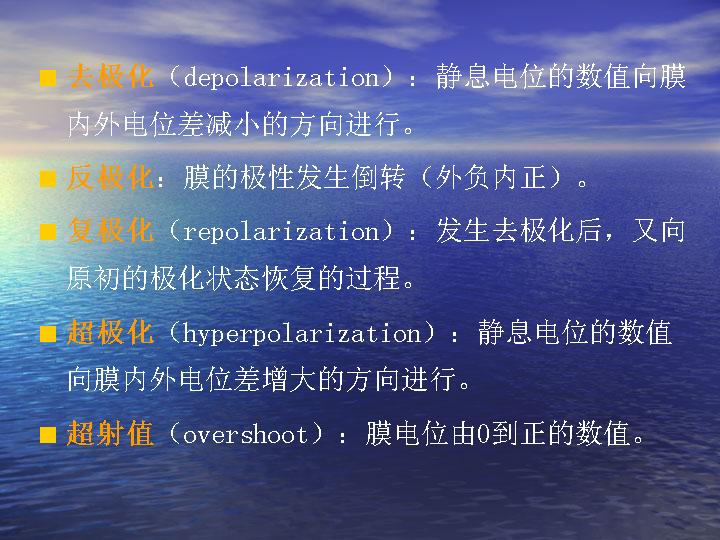 去极化（depolarization）：静息电位的数值向膜
内外电位差减小的方向进行。
反极化：膜的极性发生倒转（外负内正）。
复极化（repolarization）：发生去极化后，又向
原初的极化状态恢复的过程。
超极化（hyperpolarization）：静息电位的数值
向膜内外电位差增大的方向进行。
超射值（overshoot）：膜电位由0到正的数值。